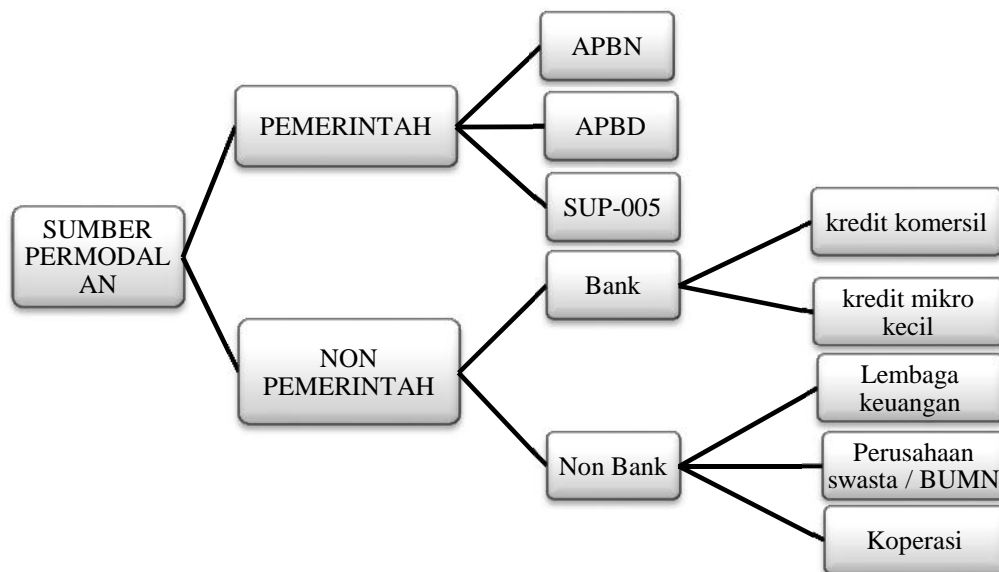 SUMBER
PERMODAL
AN
PEMERINTAH
APBN
APBD
SUP-005
NON
PEMERINTAH
Bank
kredit komersil
kredit mikro
kecil
Non Bank
Lembaga
keuangan
Perusahaan
swasta / BUMN
Koperasi